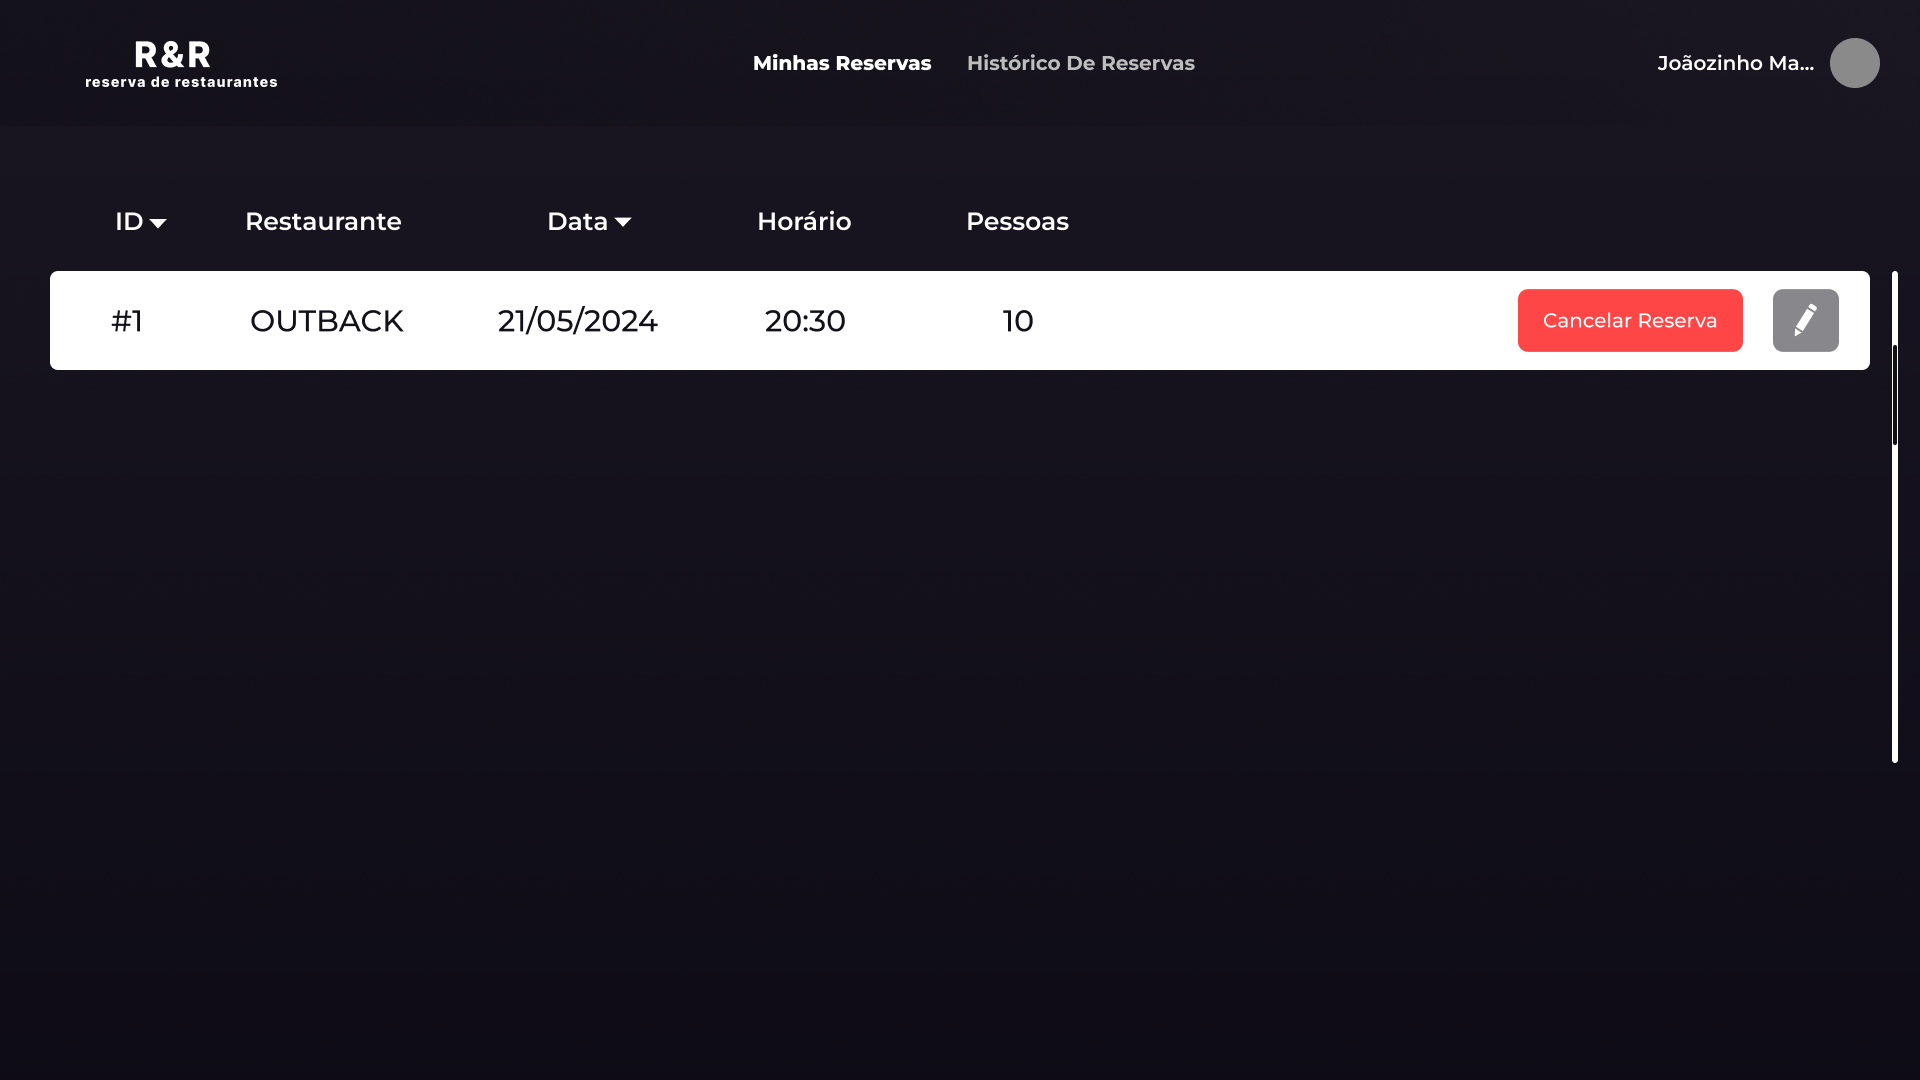 R&R
reserva de restaurantes
Minhas Reservas Histórico De Reservas
Joãozinho Ma...
ID Restaurante Data Horário Pessoas
#1 OUTBACK 21/05/2024 20:30 10 Cancelar Reserva